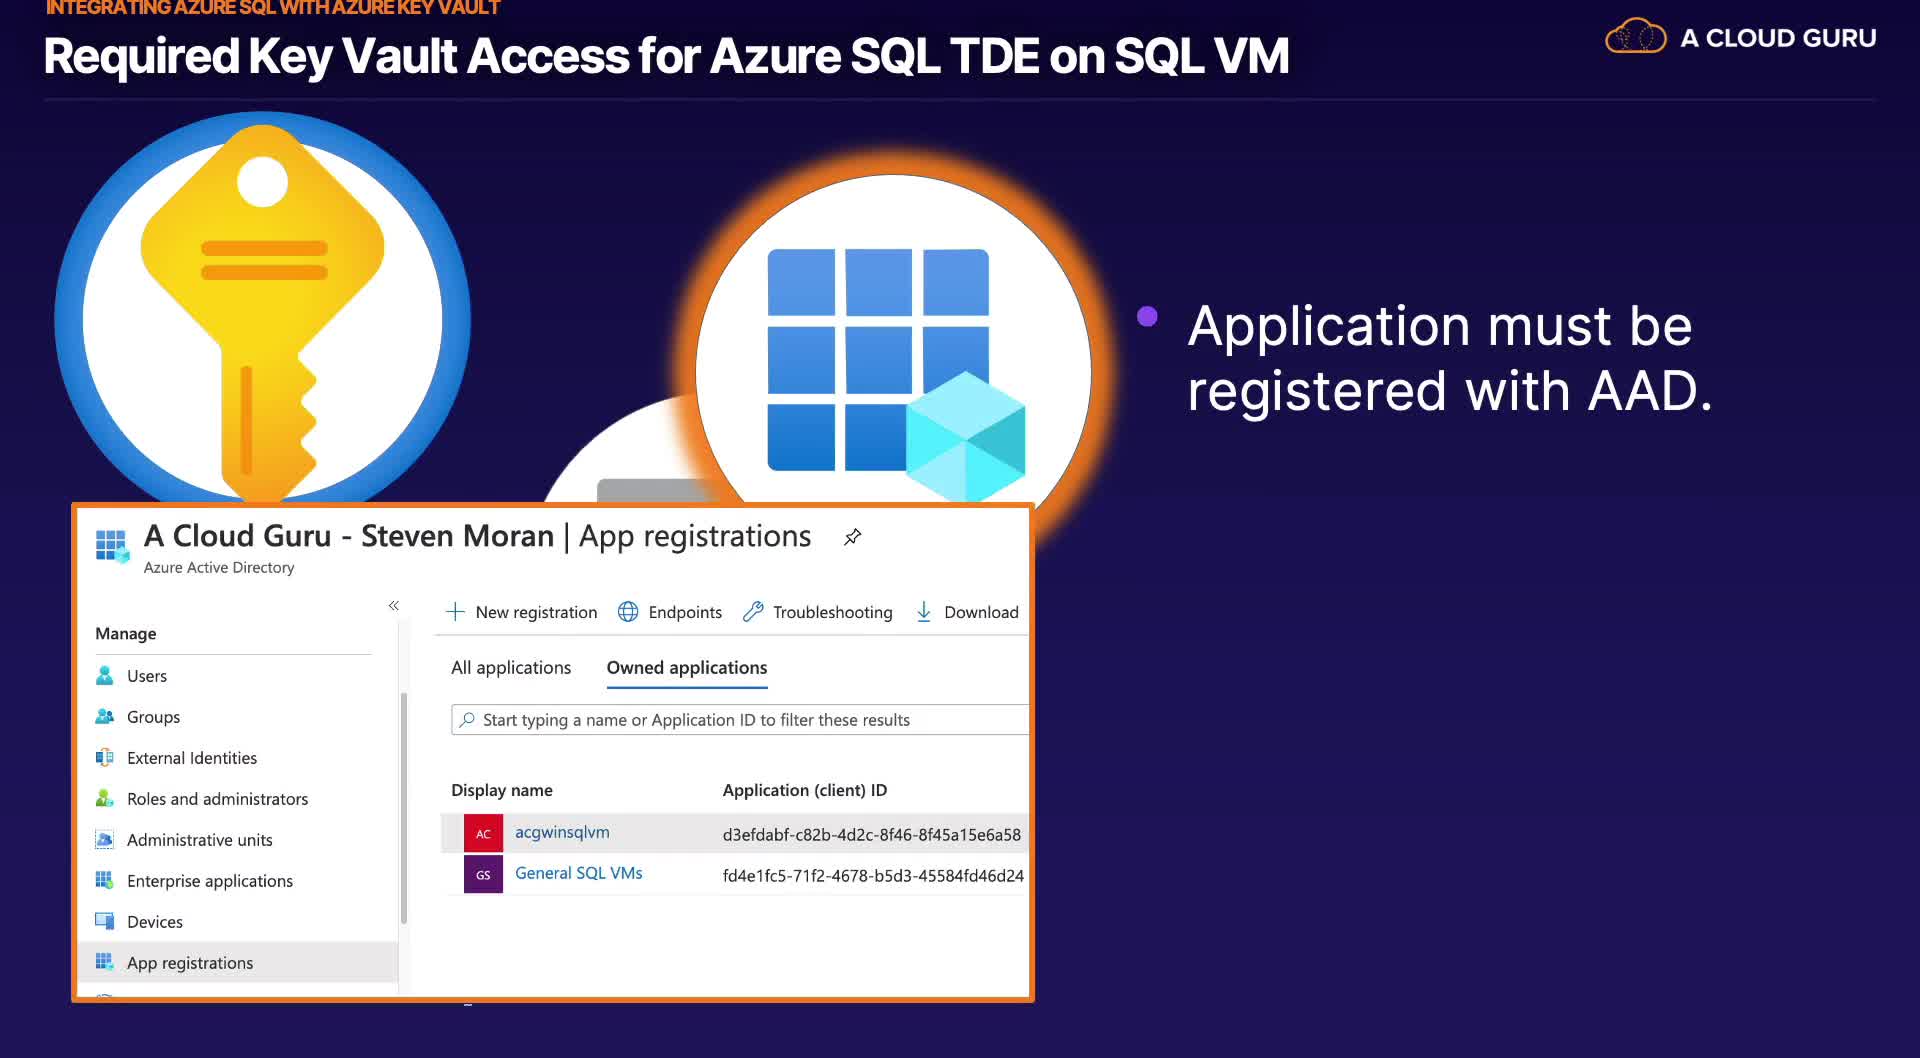 INTEGRATING AZURE SQL WITH AZURE KEY VAULT
Required Key Vault Access for Azure SQL TDE on SQL VM
A CLOUD GURU
Application must be
registered with AAD.
A Cloud Guru - Steven Moran | App registrations
Azure Active Directory
«
New registration
Endpoints
Troubleshooting
Download
Manage
Users
Groups
External Identities
Roles and administrators
Administrative units
Enterprise applications
Devices
App registrations
All applications
Owned applications
Start typing a name or Application ID to filter these results
Display name
Application (client) ID
AC
acgwinsqlvm
d3efdabf-c82b-4d2c-8f46-8f45a15e6a58
GS
General SQL VMs
fd4e1fc5-71f2-4678-b5d3-45584fd46d24